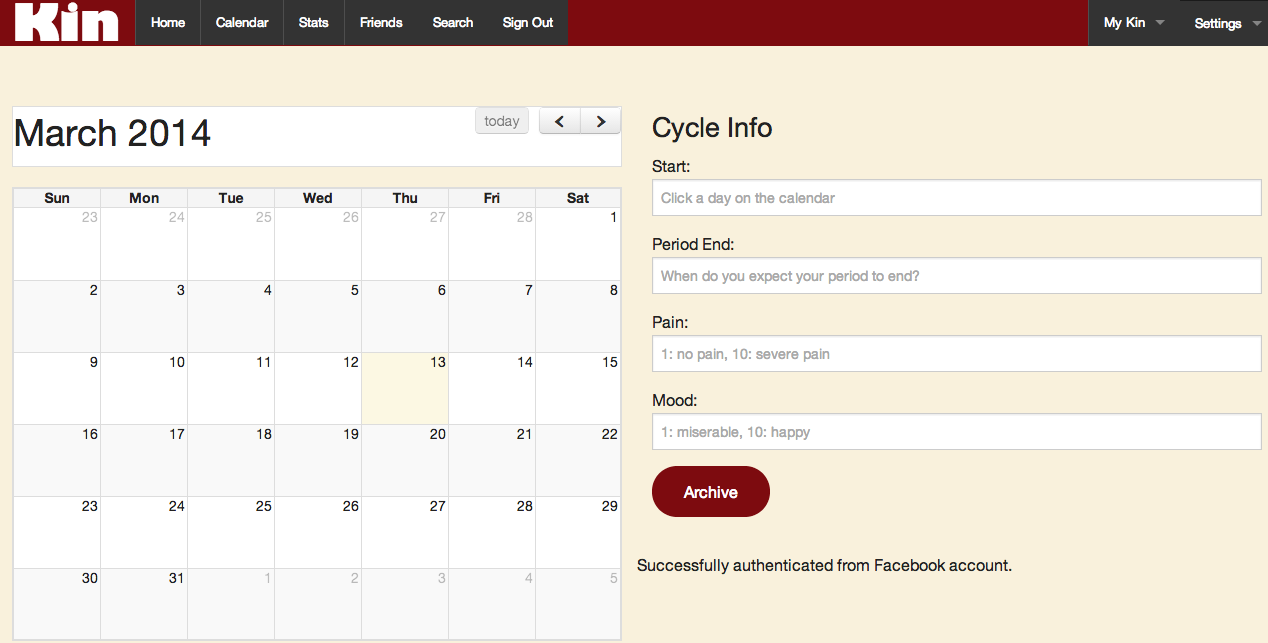 Kin Home Calendar Stats Friends Search Sign Out My Kin Settings
March 2014 today
Sun Mon Tue Wed Thu Fri Sat
23 24 25 26 27 28 1
2 3 4 5 6 7 8
9 10 11 12 13 14 15
16 17 18 19 20 21 22
23 24 25 26 27 28 29
30 31 1 2 3 4 5
Cycle Info
Start:
Click a day on the calendar
Period End:
When do you expect your period to end?
Pain:
1: no pain, 10: severe pain
Mood:
1: miserable, 10: happy
Archive
Successfully authenticated from Facebook account.